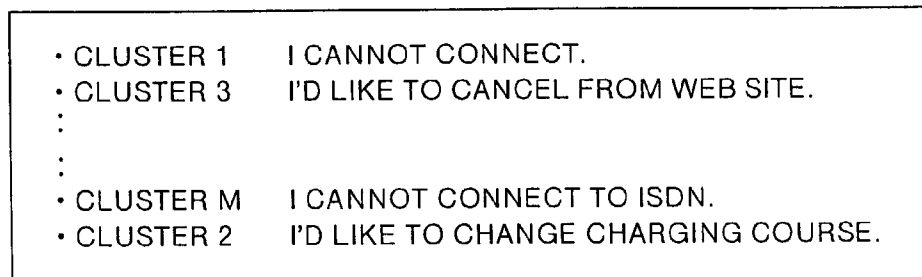 · CLUSTER 1 I CANNOT CONNECT.
· CLUSTER 3 I'D LIKE TO CANCEL FROM WEB SITE.
:
:
· CLUSTER M I CANNOT CONNECT TO ISDN.
· CLUSTER 2 I'D LIKE TO CHANGE CHARGING COURSE.